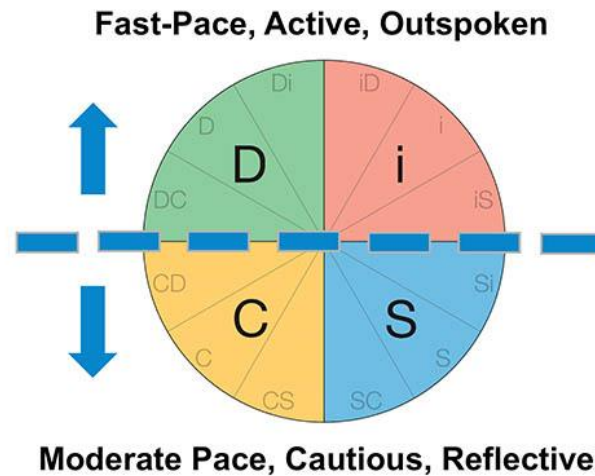 Fast-Pace, Active, Outspoken
Di iD
D i
D i
DC iS
CD Si
C S
C S
CS SC
Moderate Pace, Cautious, Reflective